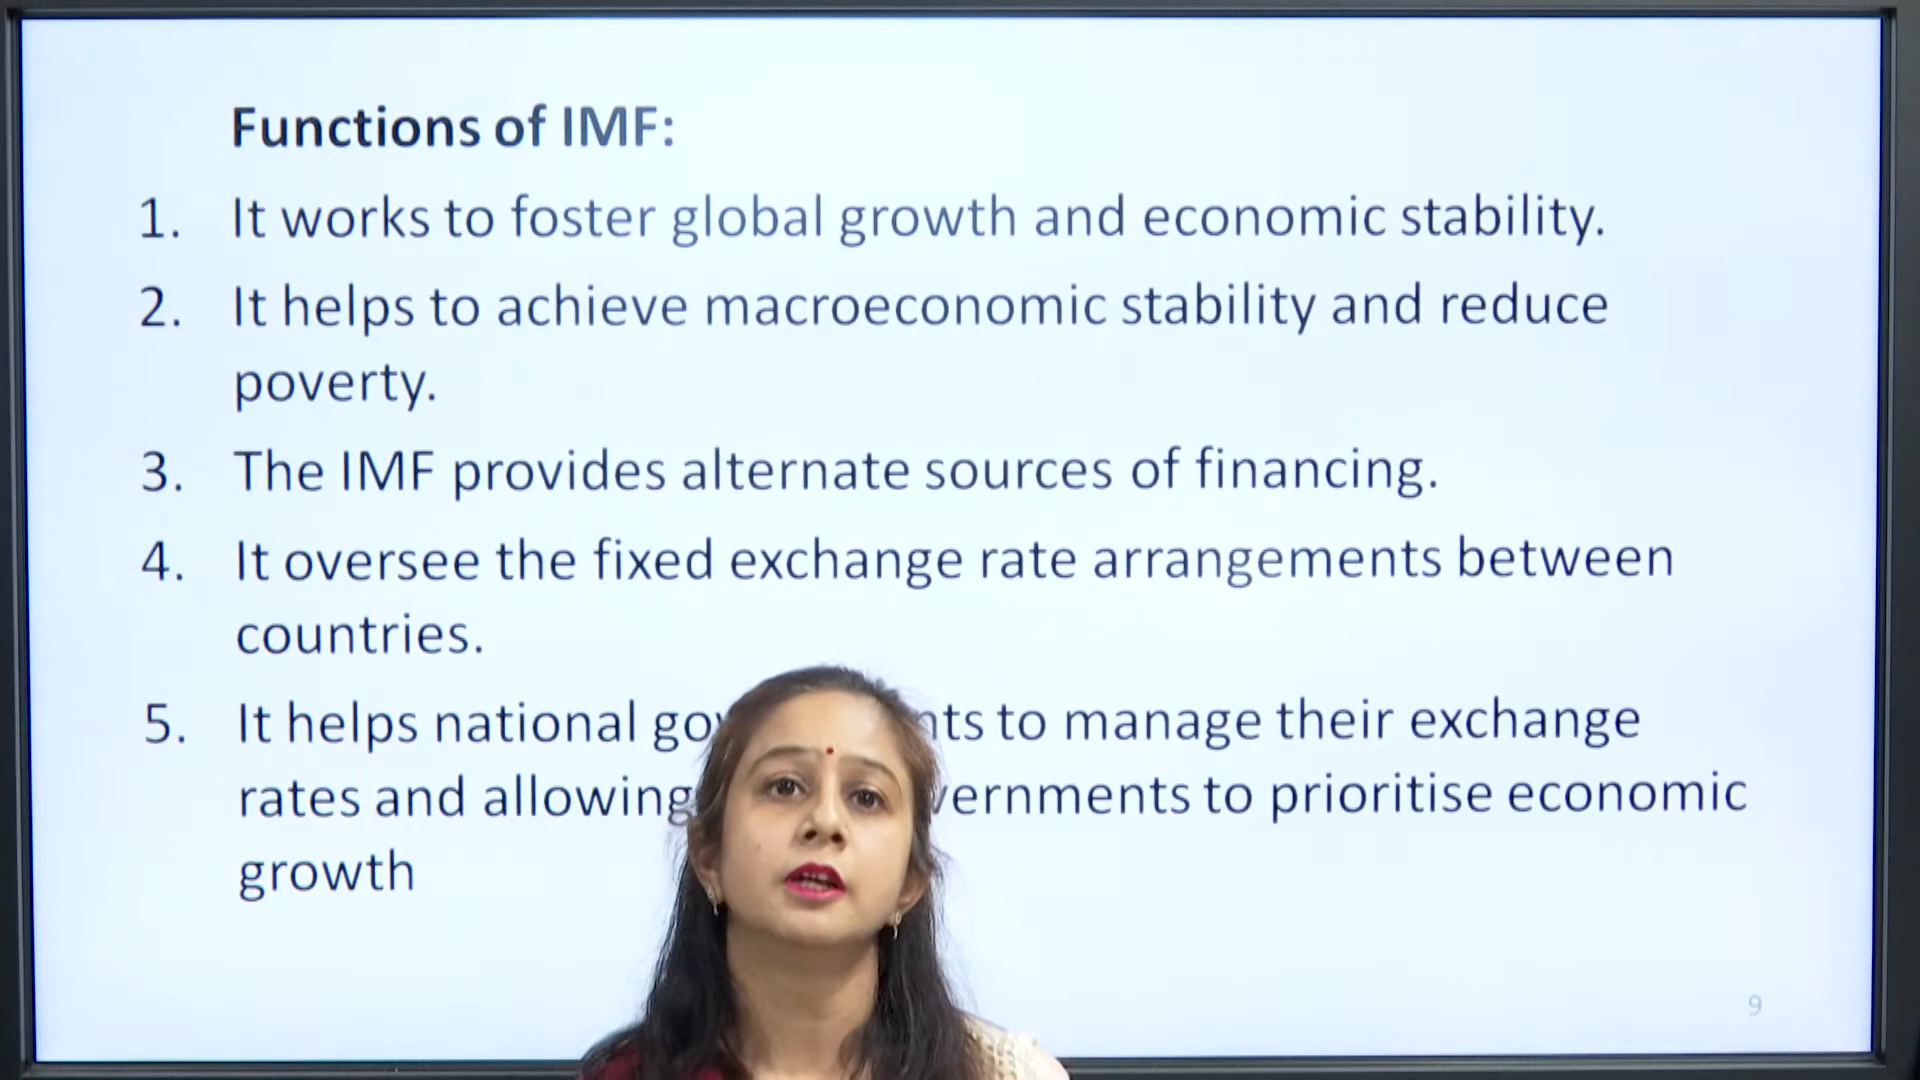 Functions of IMF:
1. It works to foster global growth and economic stability.
2. It helps to achieve macroeconomic stability and reduce
poverty.
3. The IMF provides alternate sources of financing.
4. It oversee the fixed exchange rate arrangements between
countries.
5. It helps national to manage their exchange
rates and allowing to prioritise economic
growth
9